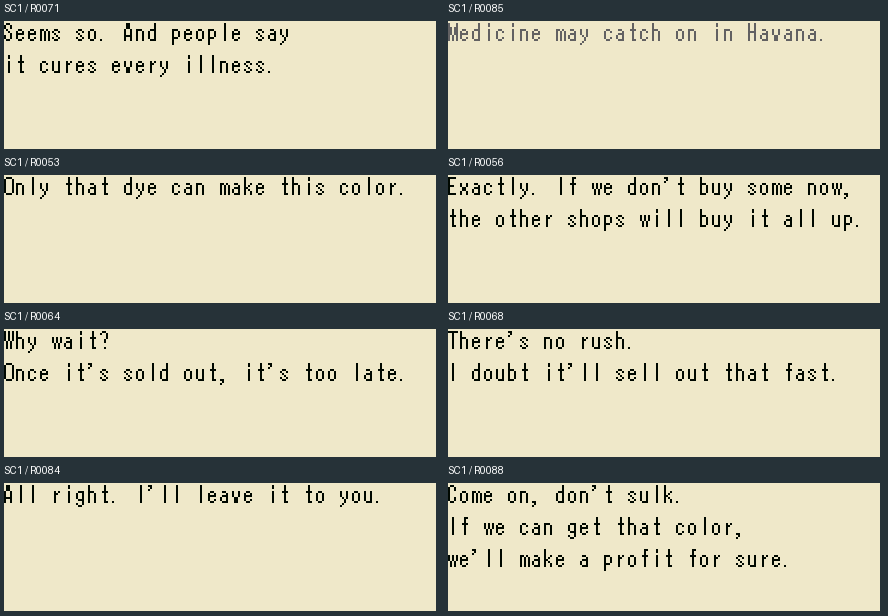 SC1/R0071
Seems so. And people say
it cures every illness.
SC1/R0085
Medicine may catch on in Havana.
SC1/R0053
Only that dye can make this color.
SC1/R0056
Exactly. If we don't buy some now,
the other shops will buy it all up.
SC1/R0064
Why wait?
Once it's sold out, it's too late.
SC1/R0068
There's no rush.
I doubt it'll sell out that fast.
SC1/R0084
All right. I'll leave it to you.
SC1/R0088
Come on, don't sulk.
If we can get that color,
we'll make a profit for sure.